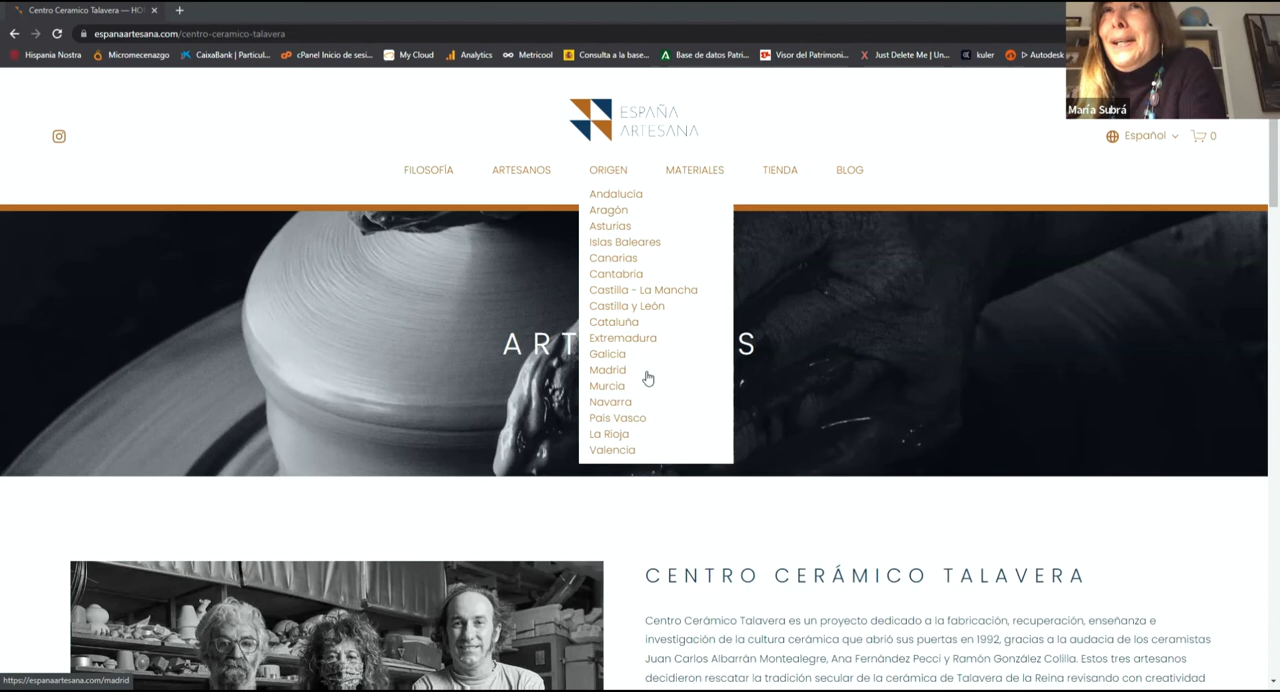 Centro Ceramico Talavera — HO
espanaartesana.com/centro-ceramico-talavera
Hispania Nostra
Micromecenazgo
CaixaBank | Particul...
cPanel Inicio de sesi...
My Cloud
Analytics
Metricool
Consulta a la base...
Base de datos Patri...
Visor del Patrimoni...
Just Delete Me | Un...
kuler
▷ Autodesk
María Subrá
ESPAÑA
ARTESANA
Español
0
FILOSOFÍA
ARTESANOS
ORIGEN
MATERIALES
TIENDA
BLOG
Andalucía
Aragón
Asturias
Islas Baleares
Canarias
Cantabria
Castilla - La Mancha
Castilla y León
Cataluña
Extremadura
Galicia
Madrid
Murcia
Navarra
País Vasco
La Rioja
Valencia
CENTRO CERÁMICO TALAVERA
Centro Cerámico Talavera es un proyecto dedicado a la fabricación, recuperación, enseñanza e
investigación de la cultura cerámica que abrió sus puertas en 1992, gracias a la audacia de los ceramistas
Juan Carlos Albarrán Montealegre, Ana Fernández Pecci y Ramón González Colilla. Estos tres artesanos
decidieron rescatar la tradición secular de la cerámica de Talavera de la Reina revisando con creatividad
https://espanaartesana.com/madrid